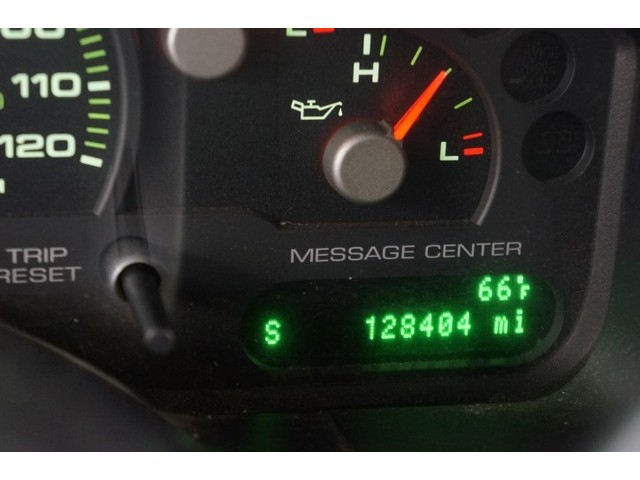 110
120
E
H
L
TRIP
RESET
MESSAGE CENTER
66°F
S 128404 mi